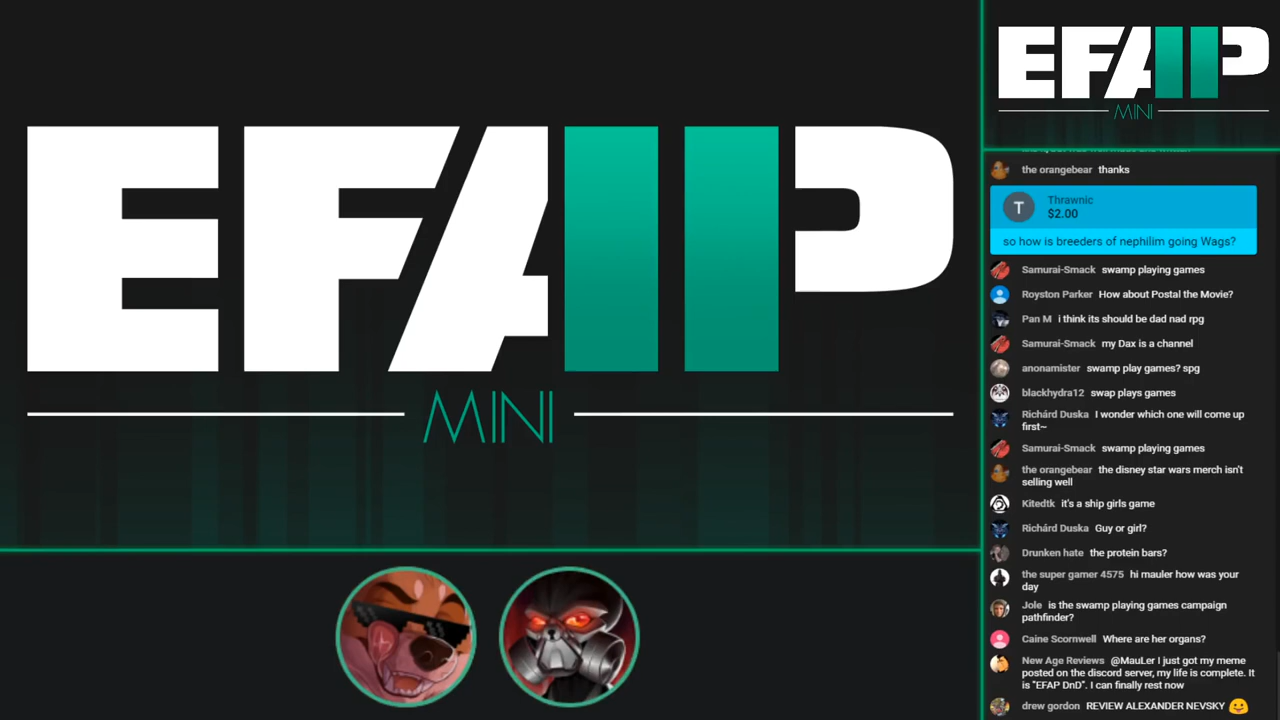 EFAP
MINI
EFAP
MINI
the orangebear thanks
T
Thrawnic
$2.00
so how is breeders of nephilim going Wags?
Samurai-Smack swamp playing games
Royston Parker How about Postal the Movie?
Pan M i think its should be dad nad rpg
Samurai-Smack my Dax is a channel
anonamister swamp play games? spg
blackhydra12 swap plays games
Richárd Duska I wonder which one will come up
first~
Samurai-Smack swamp playing games
the orangebear the disney star wars merch isn't
selling well
Kitedtk it's a ship girls game
Richárd Duska Guy or girl?
Drunken hate the protein bars?
the super gamer 4575 hi mauler how was your
day
Jole is the swamp playing games campaign
pathfinder?
Caine Scornwell Where are her organs?
New Age Reviews @MauLer I just got my meme
posted on the discord server, my life is complete. It
is "EFAP DnD". I can finally rest now
drew gordon REVIEW ALEXANDER NEVSKY